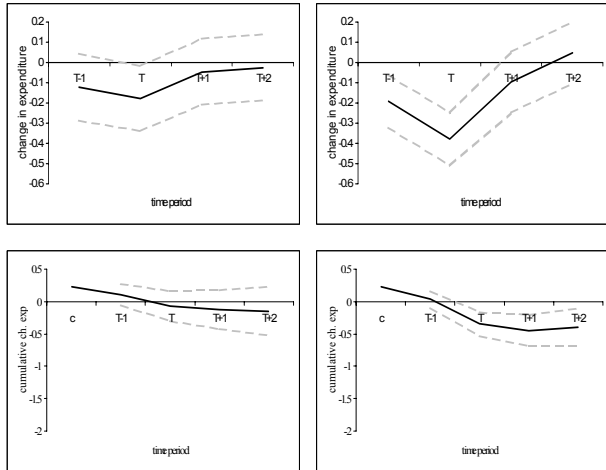 0.2
0.1
0
-0.1
-0.2
-0.3
-0.4
-0.5
-0.6
change in expenditure
T-1 T T+1 T+2
time period
0.2
0.1
0
-0.1
-0.2
-0.3
-0.4
-0.5
-0.6
change in expenditure
T-1 T T+1 T+2
time period
0.5
0
-0.5
-1
-1.5
-2
cumulative ch. exp
c T-1 T T+1 T+2
time period
0.5
0
-0.5
-1
-1.5
-2
cumulative ch. exp
c T-1 T T+1 T+2
time period